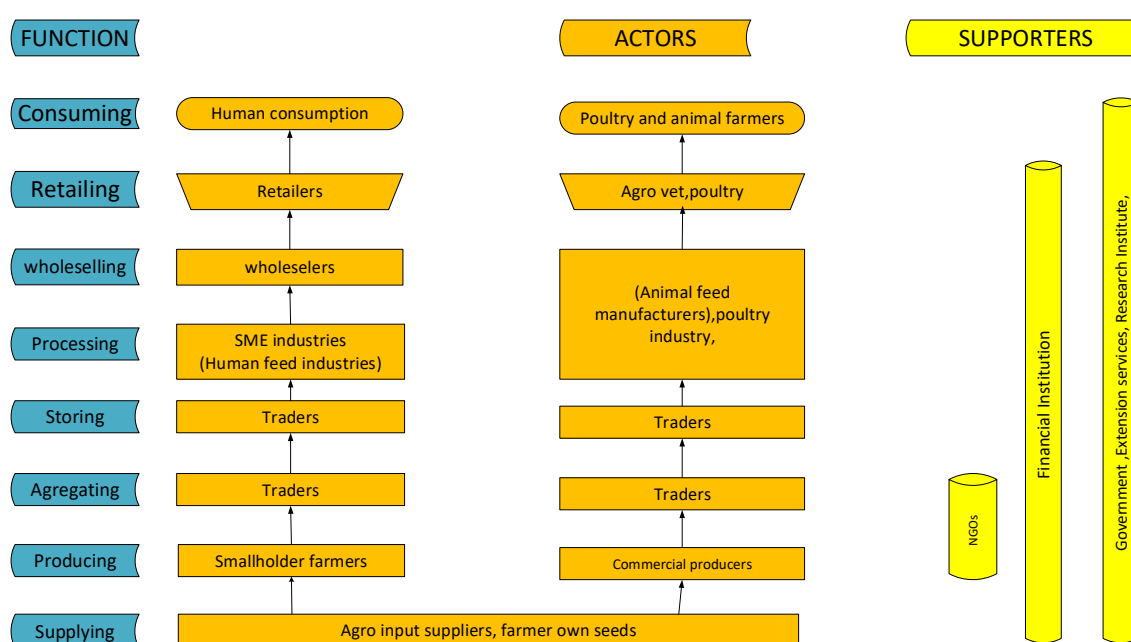 FUNCTION ACTORS SUPPORTERS
Consuming Human consumption Poultry and animal farmers
Retailing Retailers Agro vet,poultry
wholeselling wholeselers
(Animal feed
manufacturers),poultry
industry,
Processing SME industries
(Human feed industries)
Storing Traders Traders
Agregating Traders Traders
Producing Smallholder farmers Commercial producers
Supplying Agro input suppliers, farmer own seeds
NGOs
Financial Institution
Government ,Extension services, Research Institute,